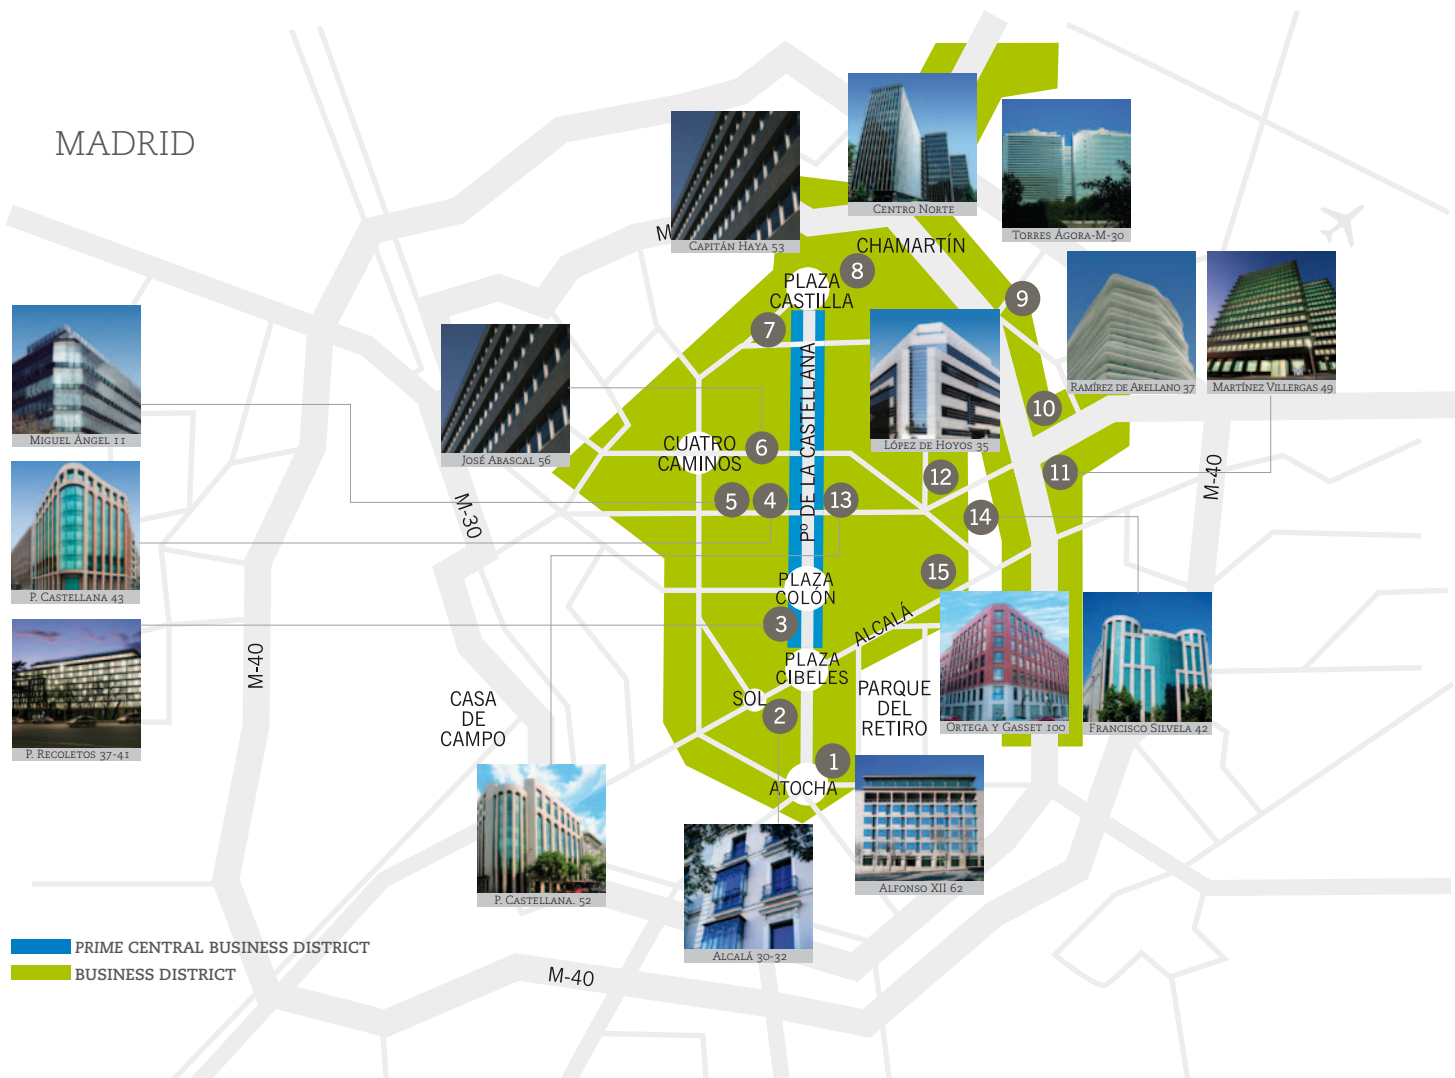 MADRID
CENTRO NORTE
TORRES ÁGORA-M-30
M
CAPITÁN HAYA 53
CHAMARTÍN
8
PLAZA
CASTILLA
9
7
RAMÍREZ DE ARELLANO 37
MARTÍNEZ VILLERGAS 49
10
MIGUEL ÁNGEL 11
JOSÉ ABASCAL 56
CUATRO
CAMINOS
6
Pº DE LA CASTELLANA
LÓPEZ DE HOYOS 35
12
11
M-40
5
4
13
14
M-30
P. CASTELLANA 43
PLAZA
COLÓN
15
3
ALCALÁ
M-40
PLAZA
CIBELES
CASA
DE
CAMPO
SOL
2
PARQUE
DEL
RETIRO
ORTEGA Y GASSET 100
FRANCISCO SILVELA 42
P. RECOLETOS 37-41
1
ATOCHA
P. CASTELLANA. 52
ALFONSO XII 62
ALCALÁ 30-32
PRIME CENTRAL BUSINESS DISTRICT
BUSINESS DISTRICT
M-40